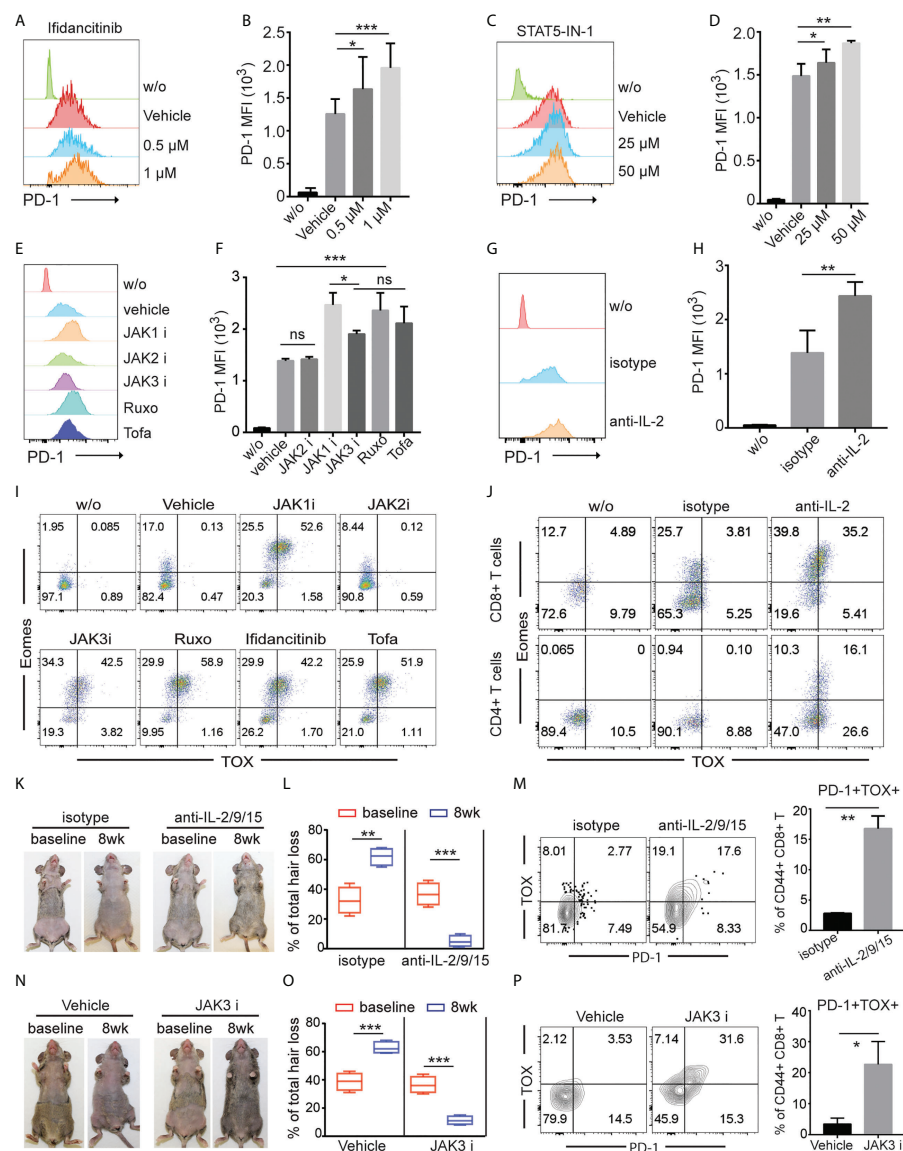 A
Ifidancitinib
w/o
Vehicle
0.5 µM
1 µM
PD-1
B
PD-1 MFI (10³)
2.5
2.0
1.5
1.0
0.5
0.0
***
*
w/o
Vehicle
0.5 µM
1 µM
C
STAT5-IN-1
w/o
Vehicle
25 µM
50 µM
PD-1
D
PD-1 MFI (10³)
2.0
1.5
1.0
0.5
0.0
**
*
w/o
Vehicle
25 µM
50 µM
E
w/o
vehicle
JAK1 i
JAK2 i
JAK3 i
Ruxo
Tofa
PD-1
F
PD-1 MFI (10³)
3
2
1
0
***
* ns
ns
w/o
vehicle
JAK2 i
JAK1 i
JAK3 i
Ruxo
Tofa
G
w/o
isotype
anti-IL-2
PD-1
H
PD-1 MFI (10³)
3
2
1
0
**
w/o
isotype
anti-IL-2
I
w/o Vehicle JAK1i JAK2i
1.95 0.085 17.0 0.13 25.5 52.6 8.44 0.12
97.1 0.89 82.4 0.47 20.3 1.58 90.8 0.59
Eomes
JAK3i Ruxo Ifidancitinib Tofa
34.3 42.5 29.9 58.9 29.9 42.2 25.9 51.9
19.3 3.82 9.95 1.16 26.2 1.70 21.0 1.11
TOX
J
w/o isotype anti-IL-2
CD8+ T cells
12.7 4.89 25.7 3.81 39.8 35.2
72.6 9.79 65.3 5.25 19.6 5.41
Eomes
CD4+ T cells
0.065 0 0.94 0.10 10.3 16.1
89.4 10.5 90.1 8.88 47.0 26.6
TOX
K
isotype anti-IL-2/9/15
baseline 8wk baseline 8wk
L
baseline 8wk
% of total hair loss
80
60
40
20
0
** ***
isotype anti-IL-2/9/15
M
isotype anti-IL-2/9/15
8.01 2.77 19.1 17.6
TOX
81.7 7.49 54.9 8.33
PD-1
PD-1+TOX+
% of CD44+ CD8+ T
20
15
10
5
0
**
isotype
anti-IL-2/9/15
N
Vehicle JAK3 i
baseline 8wk baseline 8wk
O
baseline 8wk
% of total hair loss
80
60
40
20
0
*** ***
Vehicle JAK3 i
P
Vehicle JAK3 i
2.12 3.53 7.14 31.6
TOX
79.9 14.5 45.9 15.3
PD-1
PD-1+TOX+
% of CD44+ CD8+ T
40
30
20
10
0
*
Vehicle JAK3 i